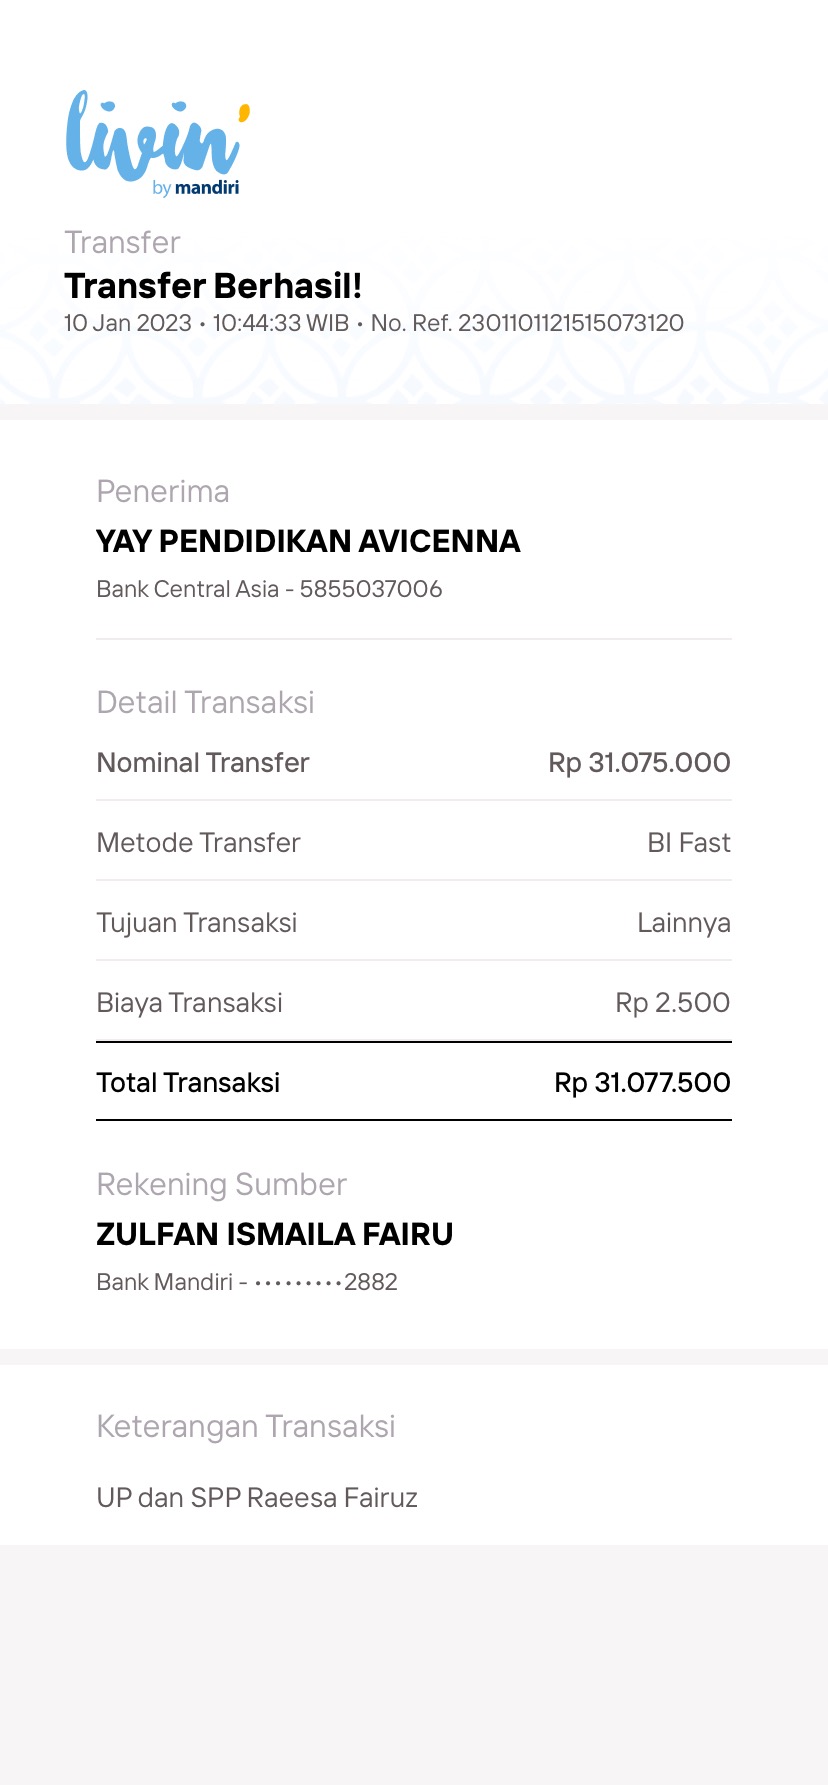 livin'
by mandiri
Transfer
Transfer Berhasil!
10 Jan 2023 • 10:44:33 WIB • No. Ref. 2301101121515073120
Penerima
YAY PENDIDIKAN AVICENNA
Bank Central Asia - 5855037006
Detail Transaksi
Nominal Transfer Rp 31.075.000
Metode Transfer BI Fast
Tujuan Transaksi Lainnya
Biaya Transaksi Rp 2.500
Total Transaksi Rp 31.077.500
Rekening Sumber
ZULFAN ISMAILA FAIRU
Bank Mandiri - •••••••••2882
Keterangan Transaksi
UP dan SPP Raeesa Fairuz